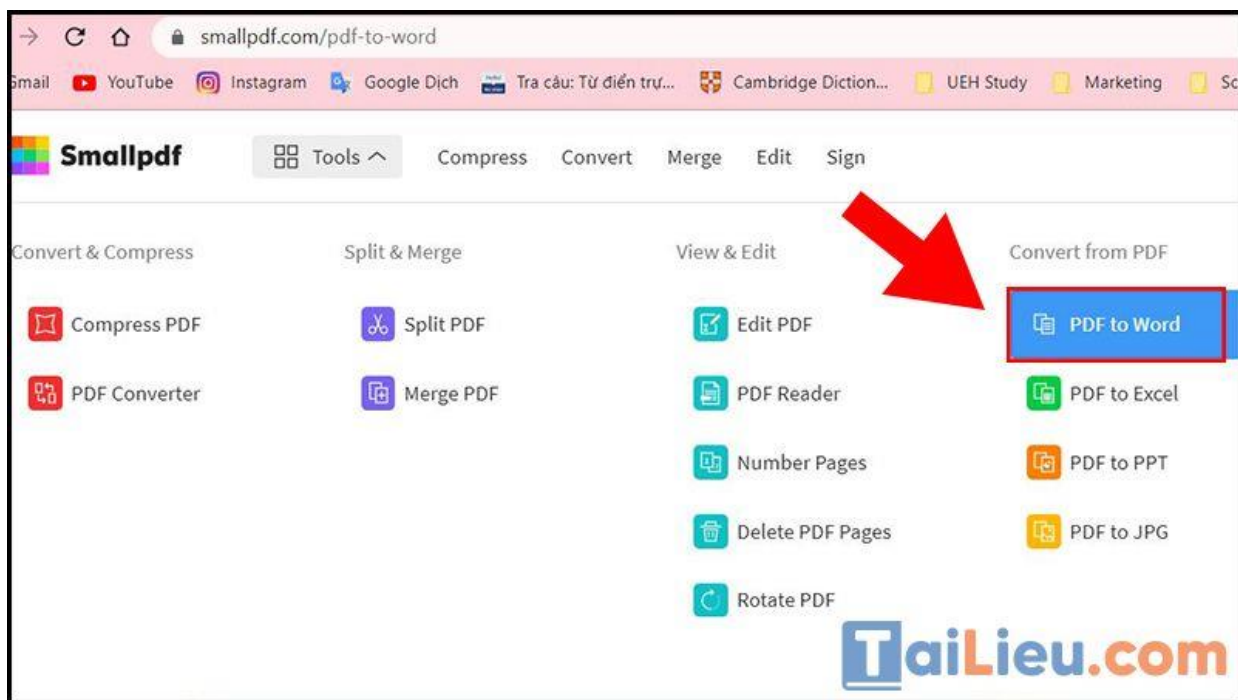 smallpdf.com/pdf-to-word
Gmail YouTube Instagram Google Dịch Tra câu: Từ điển trự... Cambridge Diction... UEH Study Marketing Sc
Smallpdf Tools Compress Convert Merge Edit Sign
Convert & Compress Split & Merge View & Edit Convert from PDF
Compress PDF Split PDF Edit PDF PDF to Word
PDF Converter Merge PDF PDF Reader PDF to Excel
Number Pages PDF to PPT
Delete PDF Pages PDF to JPG
Rotate PDF
TaiLieu.com